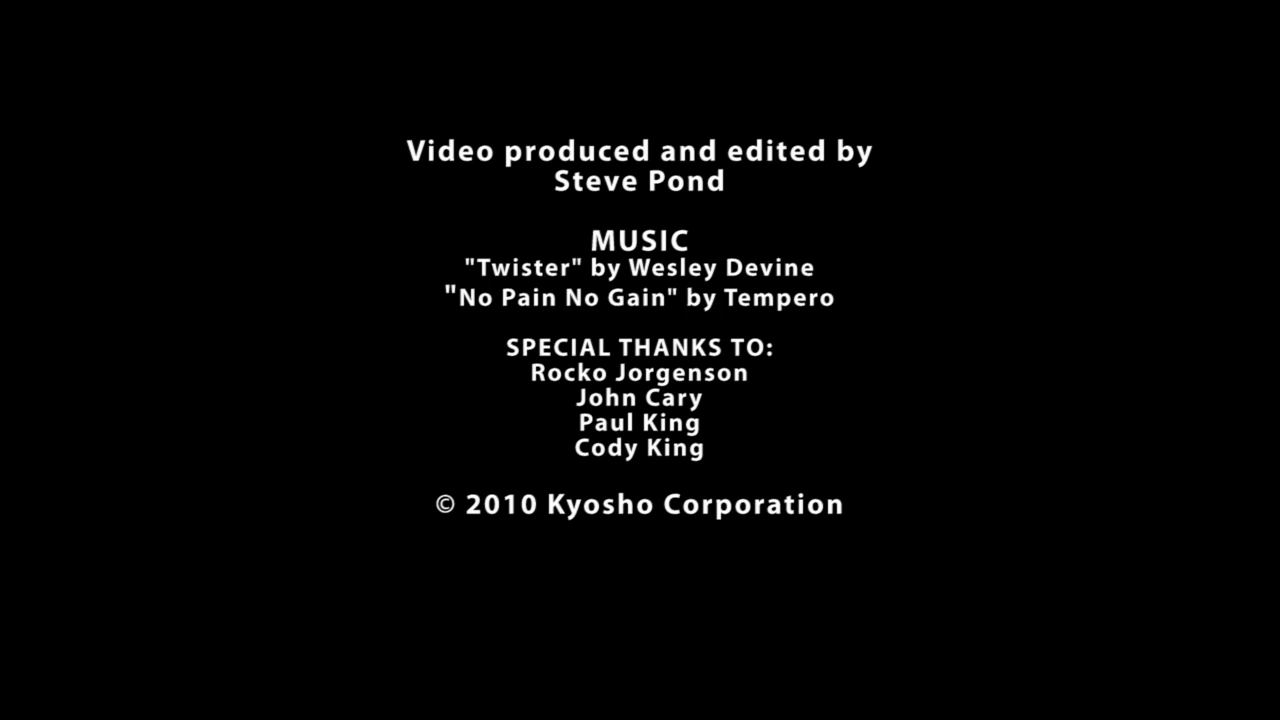 Video produced and edited by
Steve Pond
MUSIC
"Twister" by Wesley Devine
"No Pain No Gain" by Tempero
SPECIAL THANKS TO:
Rocko Jorgenson
John Cary
Paul King
Cody King
© 2010 Kyosho Corporation